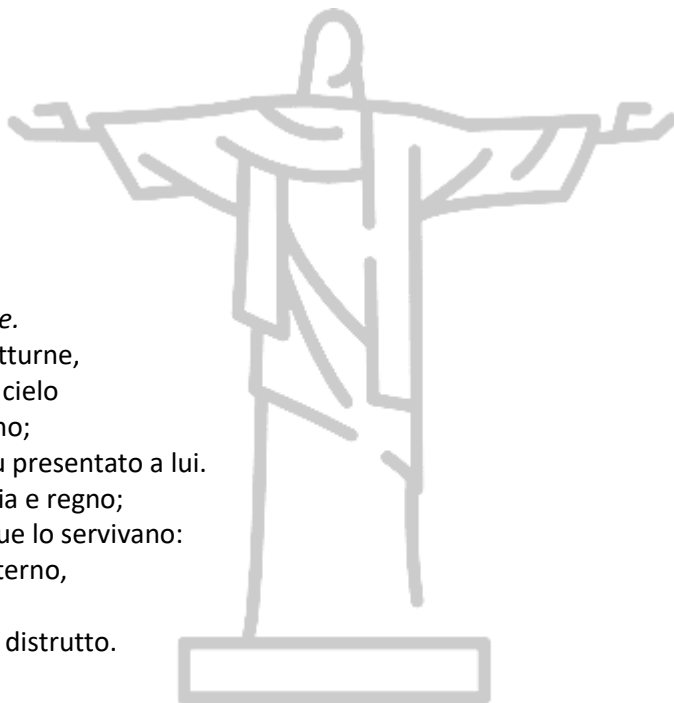 e.
tturne,
cielo
no;
u presentato a lui.
ia e regno;
ue lo servivano:
terno,
distrutto.